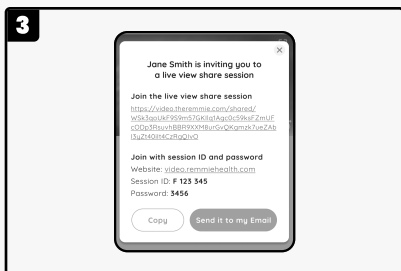 3
Jane Smith is inviting you to
a live view share session
Join the live view share session
https://video.theremmie.com/shared/
Join with session ID and password
Website: video.remmiehealth.com
Session ID: F 123 345
Password: 3456
Copy
Send it to my Email